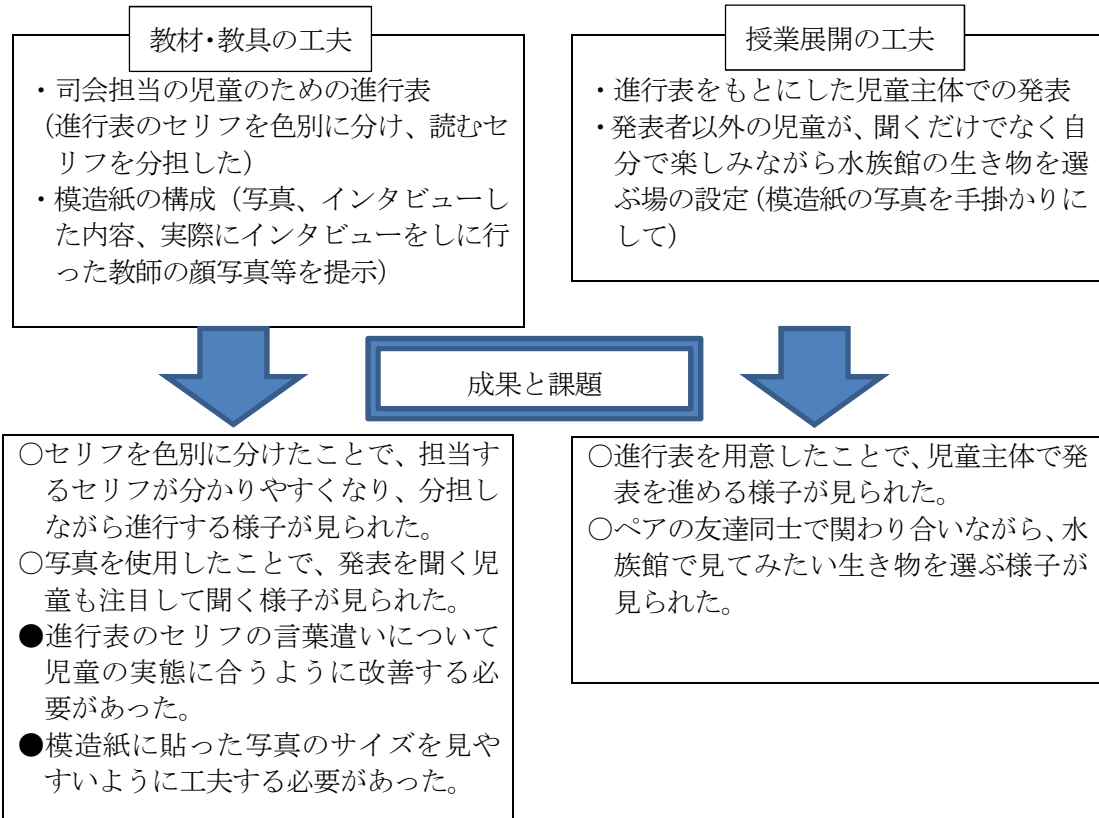 教材・教具の工夫
・司会担当の児童のための進行表
(進行表のセリフを色別に分け、読むセ
リフを分担した)
・模造紙の構成（写真、インタビューし
た内容、実際にインタビューをしに行
った教師の顔写真等を提示）
授業展開の工夫
・進行表をもとにした児童主体での発表
・発表者以外の児童が、聞くだけでなく自
分で楽しみながら水族館の生き物を選
ぶ場の設定(模造紙の写真を手掛かりに
して)
成果と課題
○セリフを色別に分けたことで、担当す
るセリフが分かりやすくなり、分担し
ながら進行する様子が見られた。
○写真を使用したことで、発表を聞く児
童も注目して聞く様子が見られた。
●進行表のセリフの言葉遣いについて
児童の実態に合うように改善する必
要があった。
●模造紙に貼った写真のサイズを見や
すいように工夫する必要があった。
○進行表を用意したことで、児童主体で発
表を進める様子が見られた。
○ペアの友達同士で関わり合いながら、水
族館で見てみたい生き物を選ぶ様子が
見られた。